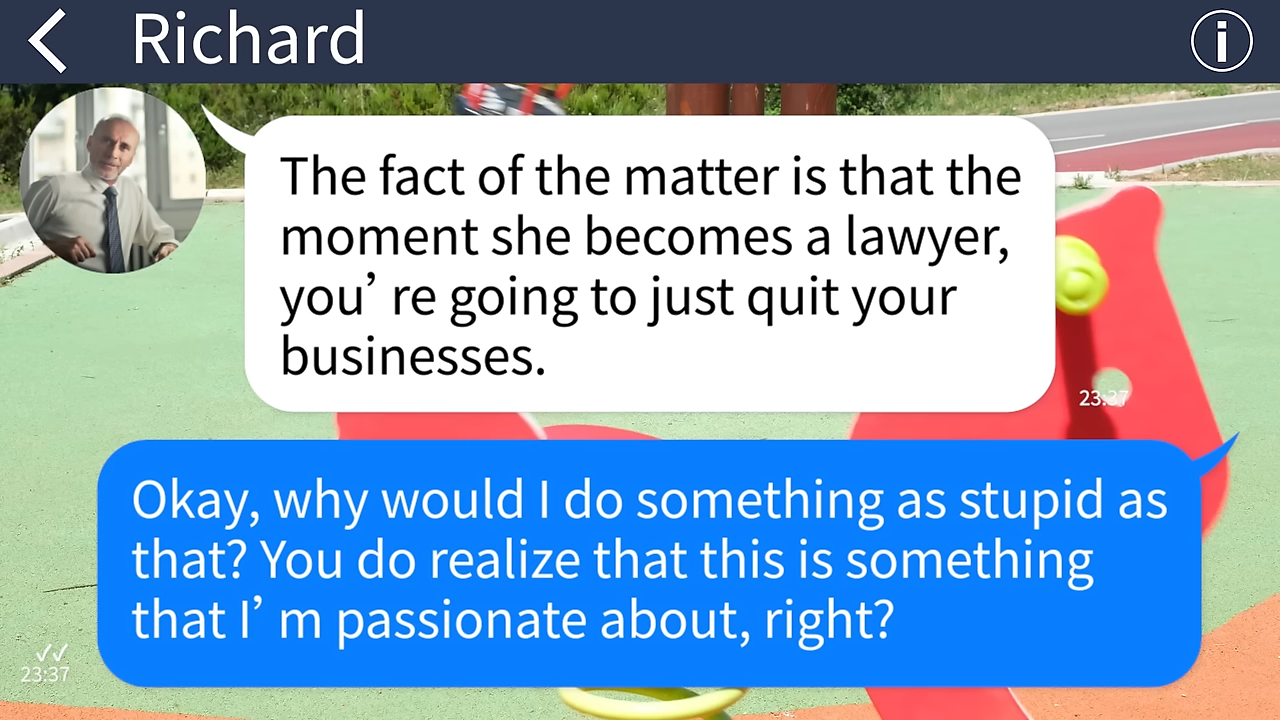 Richard
The fact of the matter is that the
moment she becomes a lawyer,
you’ re going to just quit your
businesses.
23:37
Okay, why would I do something as stupid as
that? You do realize that this is something
that I’ m passionate about, right?
23:37